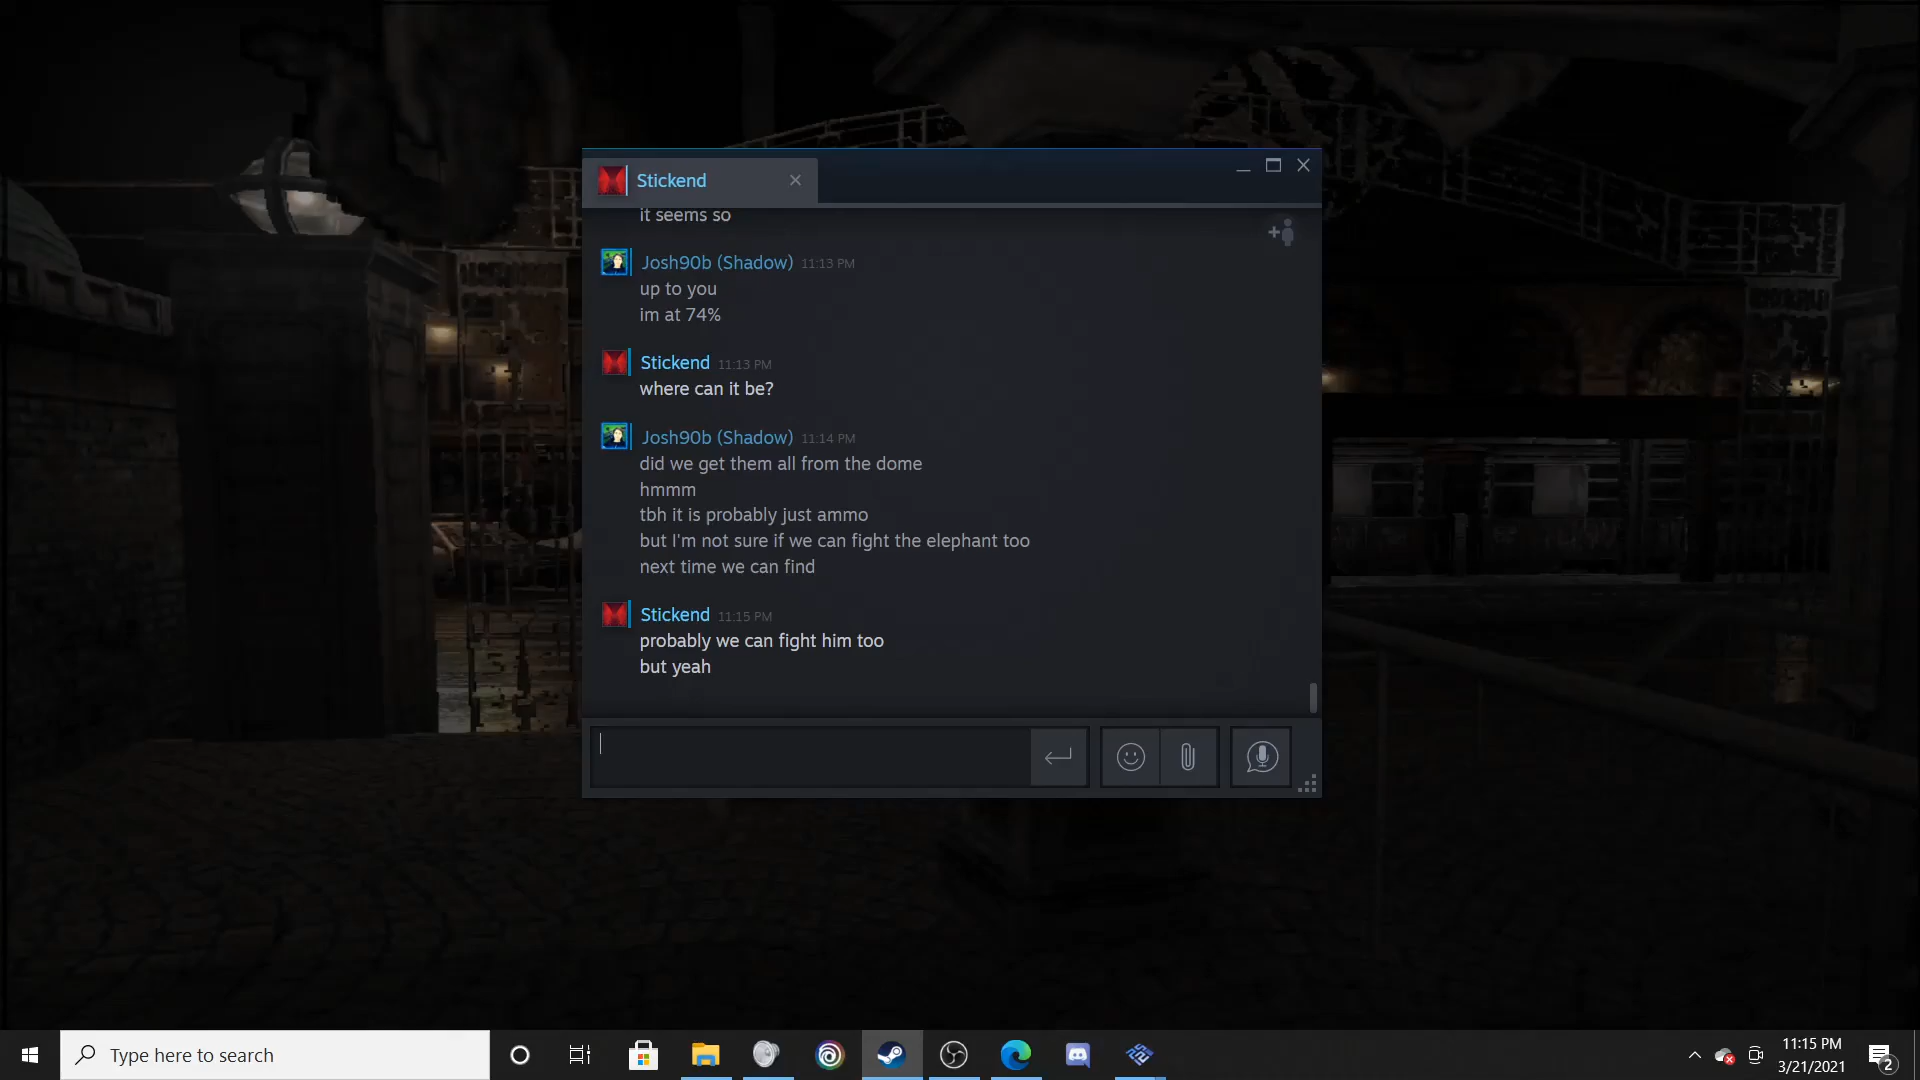 Stickend
it seems so
Josh90b (Shadow) 11:13 PM
up to you
im at 74%
Stickend 11:13 PM
where can it be?
Josh90b (Shadow) 11:14 PM
did we get them all from the dome
hmmm
tbh it is probably just ammo
but I'm not sure if we can fight the elephant too
next time we can find
Stickend 11:15 PM
probably we can fight him too
but yeah
Type here to search
11:15 PM
3/21/2021
2